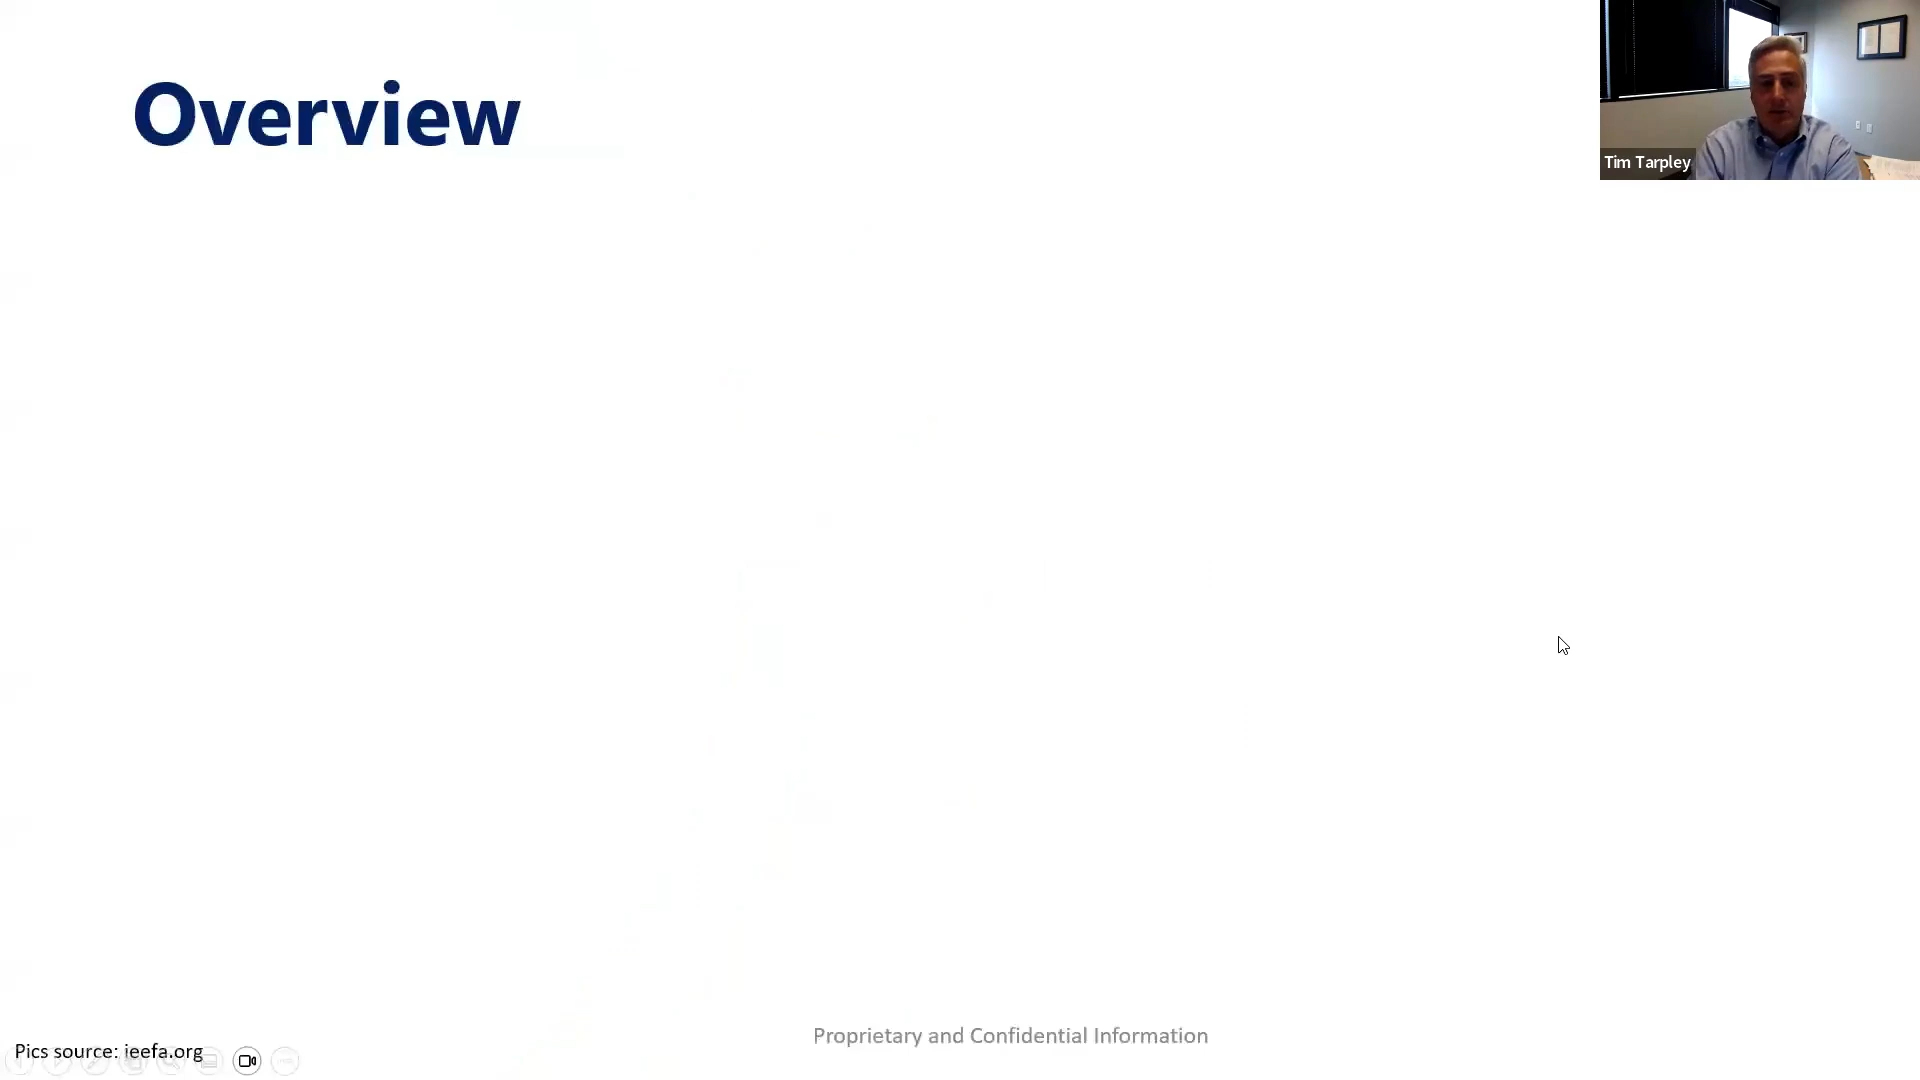 Overview
Tim Tarpley
Proprietary and Confidential Information
Pics source: ieefa.org